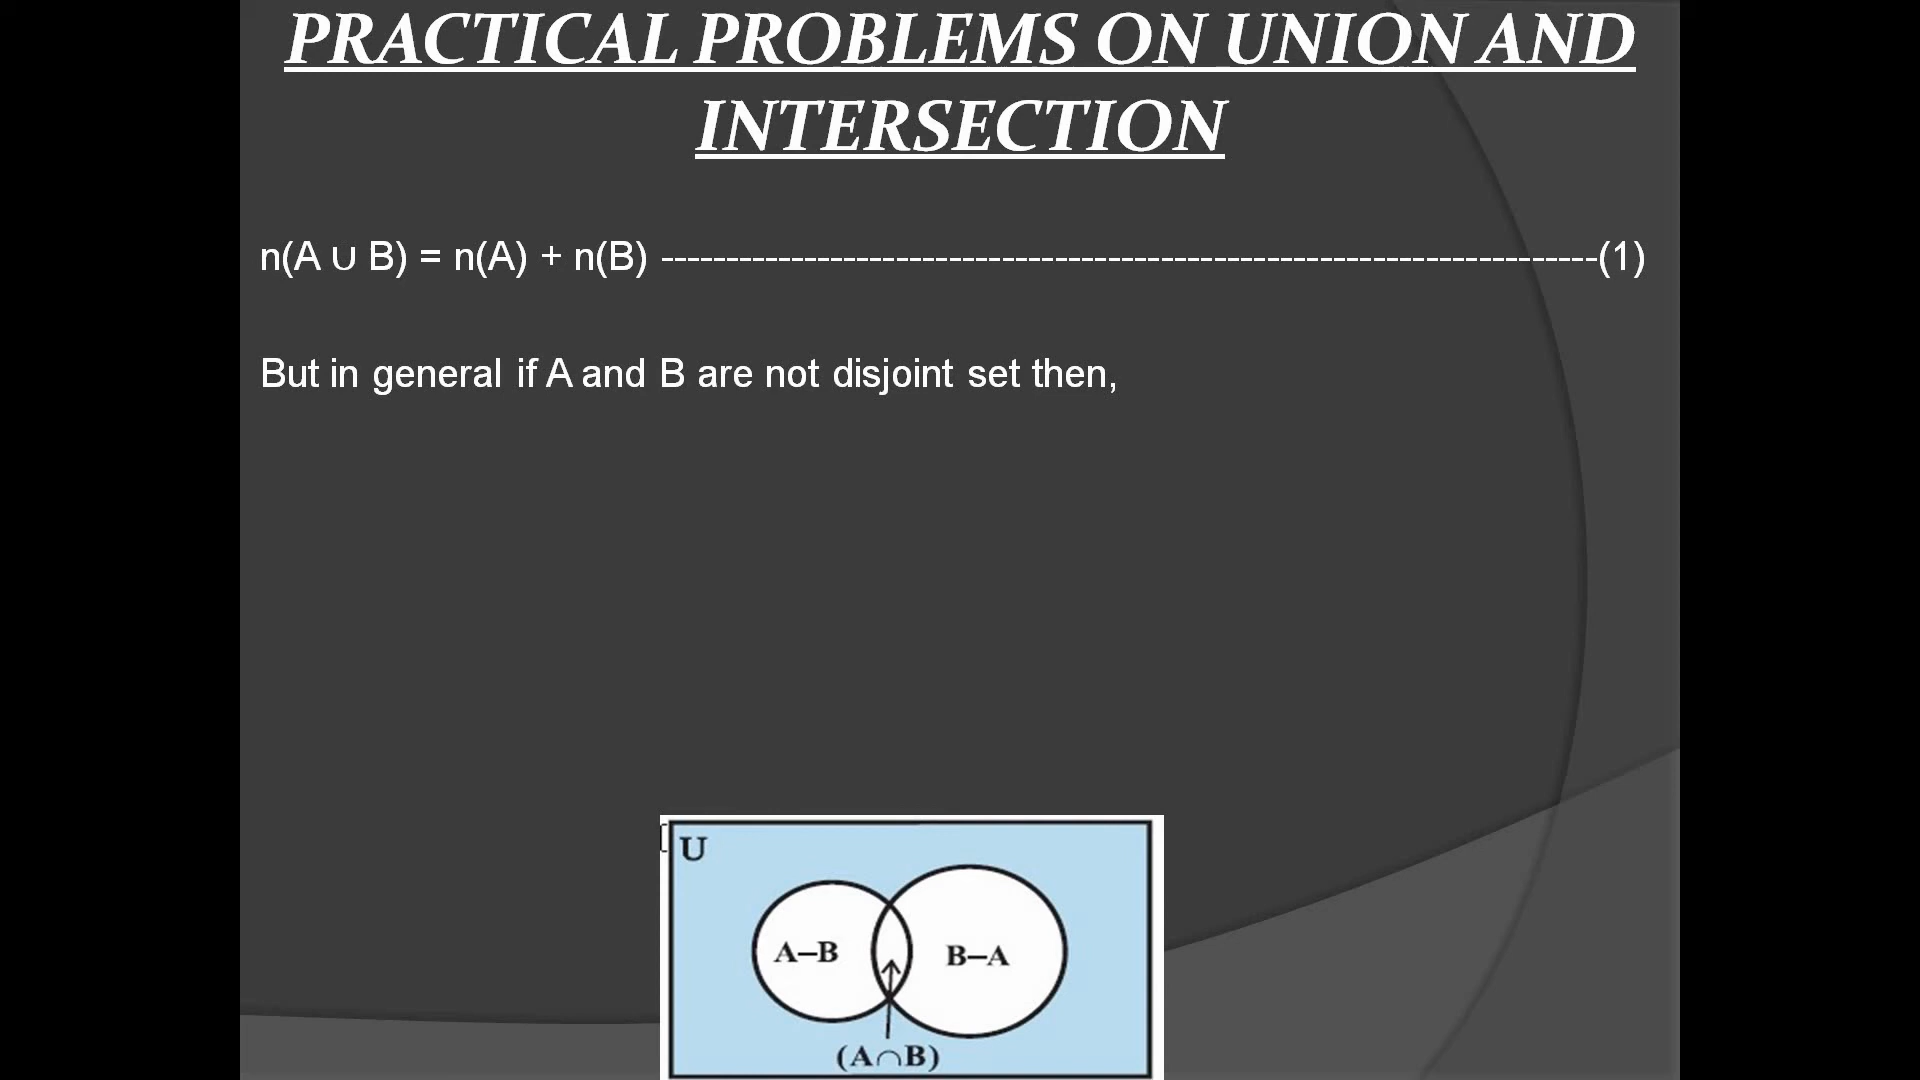 PRACTICAL PROBLEMS ON UNION AND
INTERSECTION
n(A ∪ B) = n(A) + n(B) ------------------------------------------------------------------------(1)
But in general if A and B are not disjoint set then,
U
A–B
B–A
(A∩B)